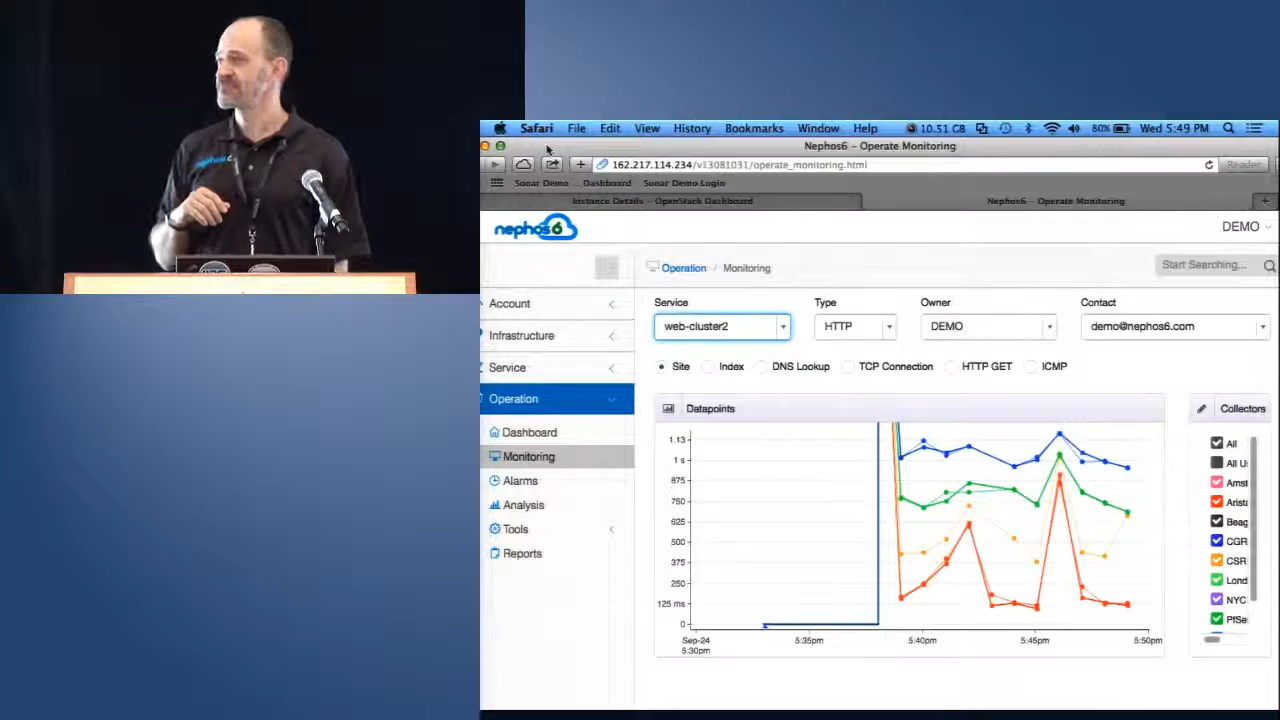 nephos6
Safari File Edit View History Bookmarks Window Help 10.51 GB 80% Wed 5:49 PM
Nephos6 – Operate Monitoring
162.217.114.234/v13081031/operate_monitoring.html Reader
Sonar Demo Dashboard Sonar Demo Login
Instance Details - OpenStack Dashboard Nephos6 – Operate Monitoring
nephos6 DEMO
Operation / Monitoring Start Searching...
Account
Infrastructure
Service
Operation
Dashboard
Monitoring
Alarms
Analysis
Tools
Reports
Service Type Owner Contact
web-cluster2 HTTP DEMO demo@nephos6.com
Site Index DNS Lookup TCP Connection HTTP GET ICMP
Datapoints
1.13
1 s
875
750
625
500
375
250
125 ms
0
Sep-24 5:35pm 5:40pm 5:45pm 5:50pm
5:30pm
Collectors
All
All U
Amst
Arista
Beag
CGR
CSR
Lond
NYC
PfSe